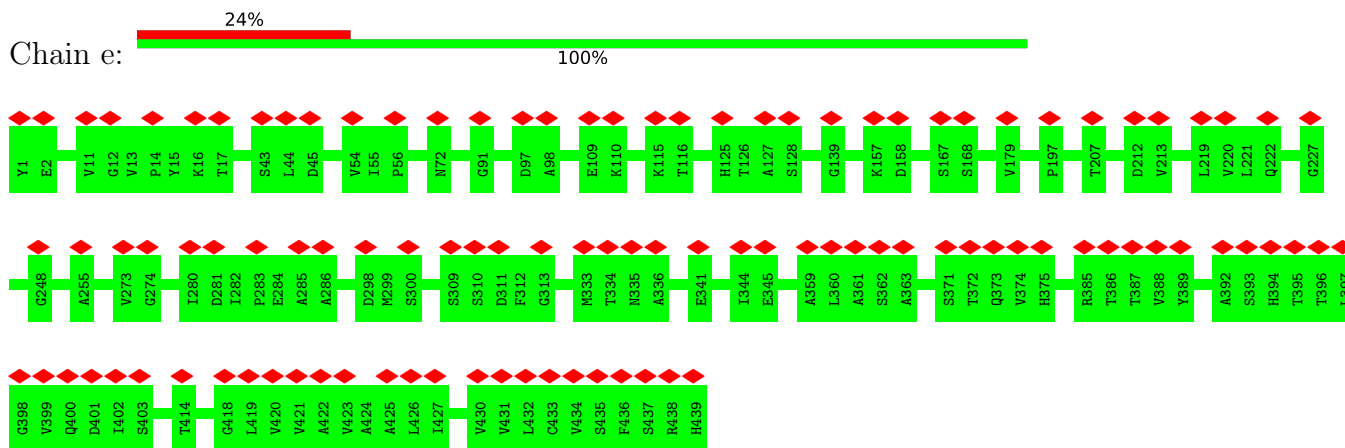 24%
Chain e:
100%
Y1 E2 V11 G12 V13 P14 Y15 K16 T17 S43 L44 D45 V54 I55 P56 N72 G91 D97 A98 E109 K110 K115 T116 H125 T126 A127 S128 G139 K157 D158 S167 S168 V179 P197 T207 D212 V213 L219 V220 L221 Q222 G227
G248 A255 V273 G274 I280 D281 I282 P283 E284 A285 A286 D298 M299 S300 S309 S310 D311 F312 G313 M333 T334 N335 A336 E341 I344 E345 A359 L360 A361 S362 A363 S371 T372 Q373 V374 H375 R385 T386 T387 V388 Y389 A392 S393 H394 T395 T396 L397
G398 V399 Q400 D401 I402 S403 T414 G418 L419 V420 V421 A422 V423 A424 A425 L426 I427 V430 V431 L432 C433 V434 S435 F436 S437 R438 H439